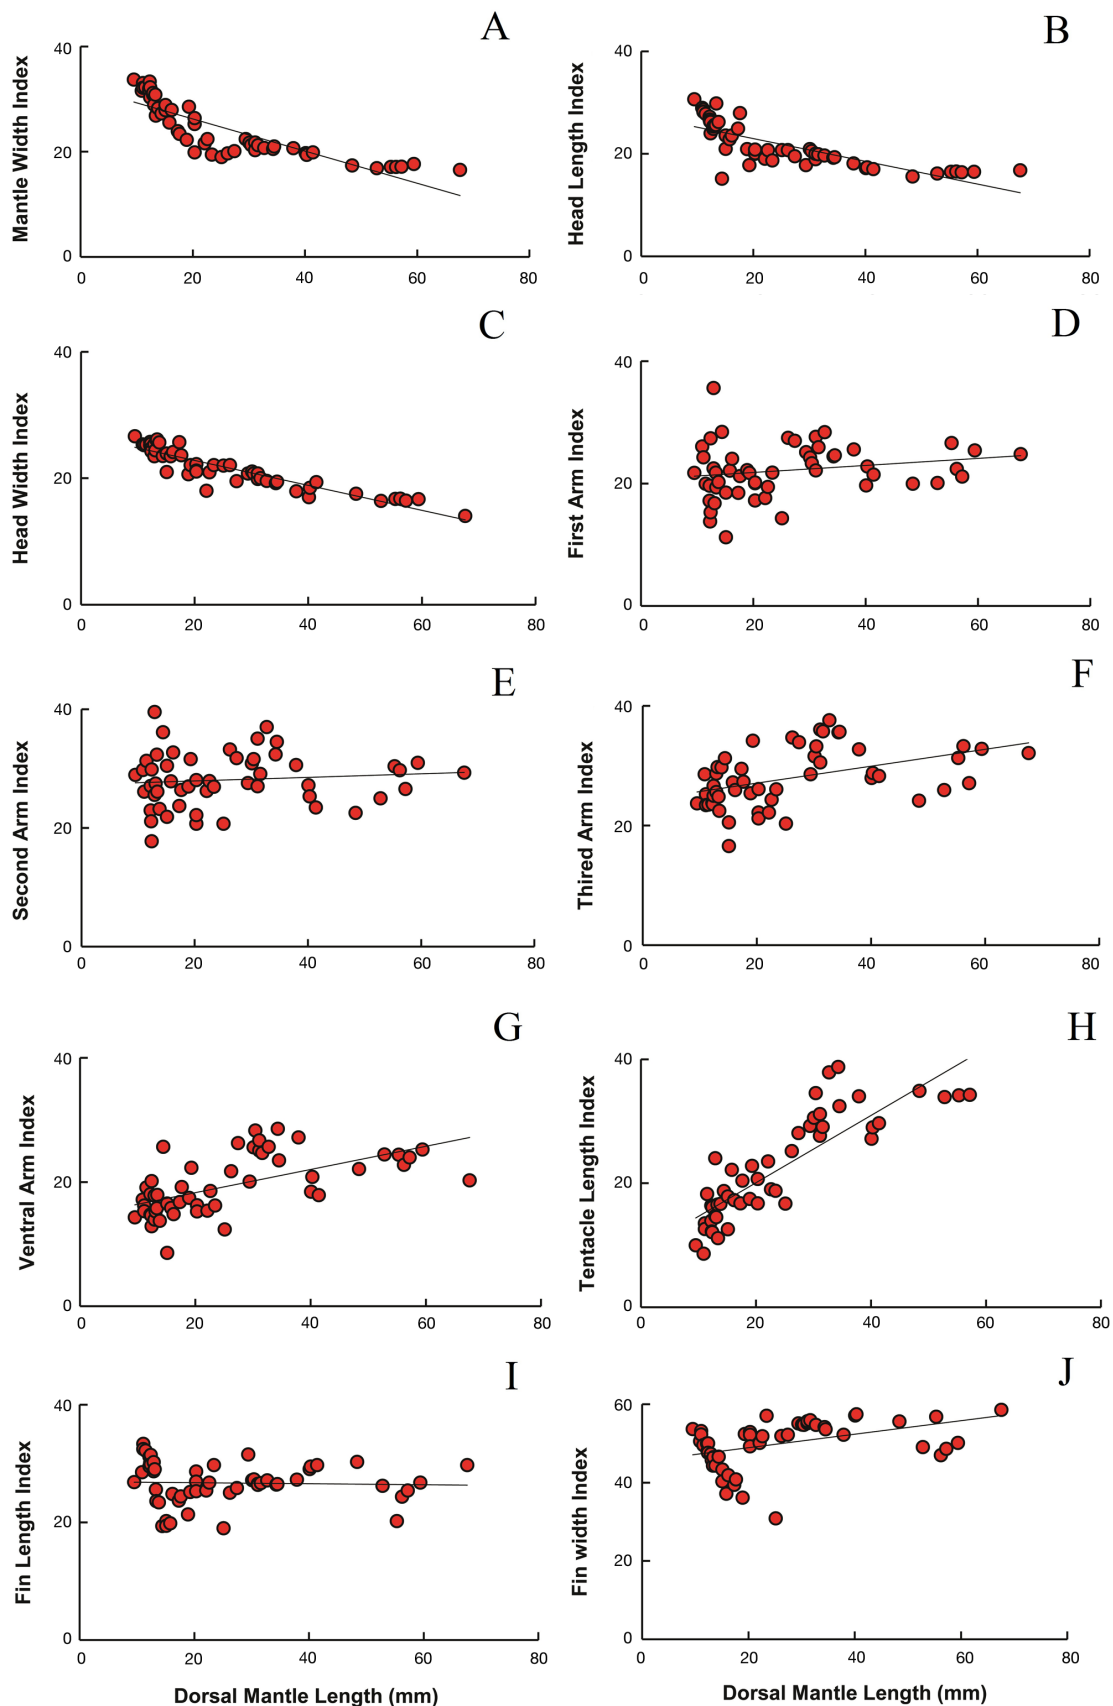 A
Mantle Width Index
40
20
0
0 20 40 60 80
B
Head Length Index
40
20
0
0 20 40 60 80
C
Head Width Index
40
20
0
0 20 40 60 80
D
First Arm Index
40
20
0
0 20 40 60 80
E
Second Arm Index
40
20
0
0 20 40 60 80
F
Thired Arm Index
40
20
0
0 20 40 60 80
G
Ventral Arm Index
40
20
0
0 20 40 60 80
H
Tentacle Length Index
40
20
0
0 20 40 60 80
I
Fin Length Index
40
20
0
0 20 40 60 80
Dorsal Mantle Length (mm)
J
Fin width Index
60
40
20
0
0 20 40 60 80
Dorsal Mantle Length (mm)